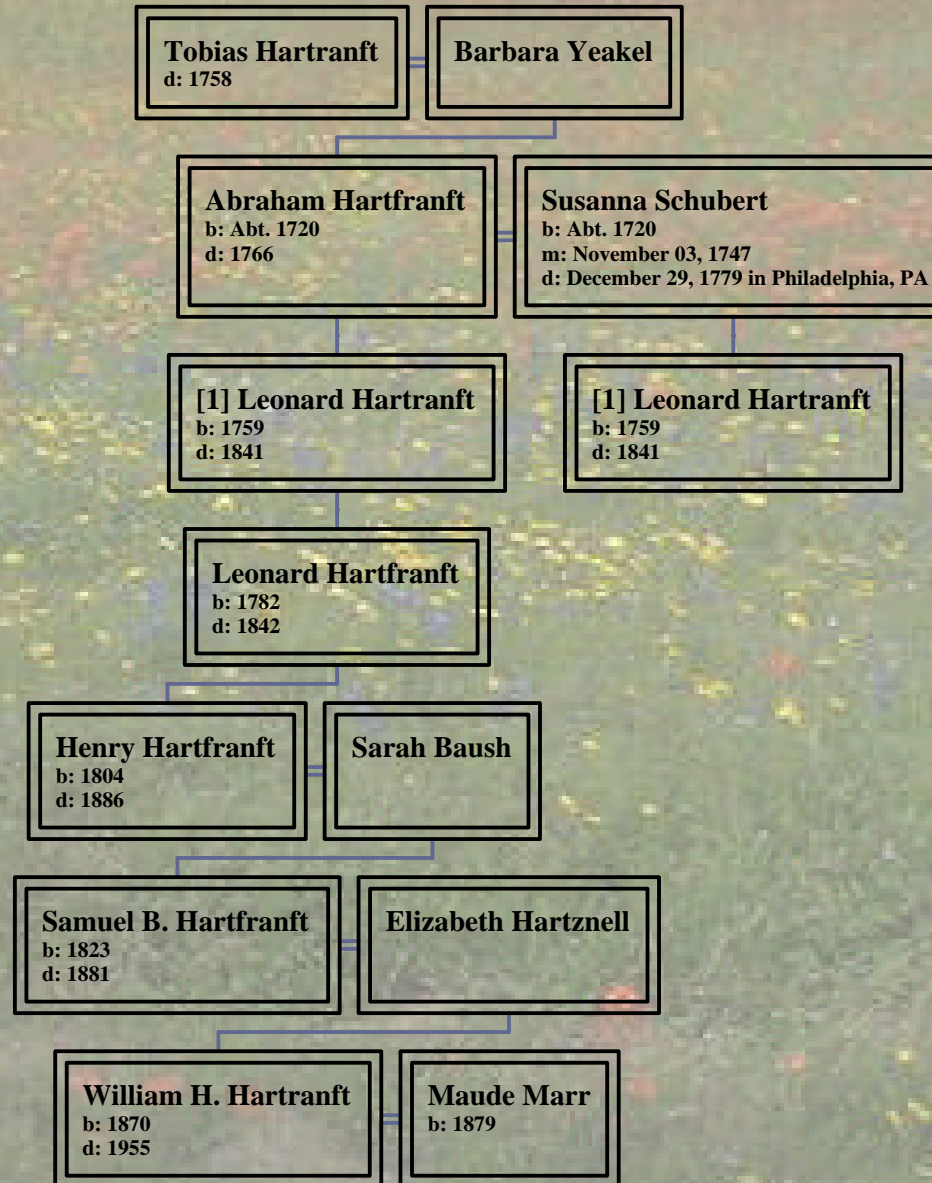 Tobias Hartranft
d: 1758
Barbara Yeakel
Abraham Hartfranft
b: Abt. 1720
d: 1766
Susanna Schubert
b: Abt. 1720
m: November 03, 1747
d: December 29, 1779 in Philadelphia, PA
[1] Leonard Hartranft
b: 1759
d: 1841
[1] Leonard Hartranft
b: 1759
d: 1841
Leonard Hartfranft
b: 1782
d: 1842
Henry Hartfranft
b: 1804
d: 1886
Sarah Baush
Samuel B. Hartfranft
b: 1823
d: 1881
Elizabeth Hartznell
William H. Hartranft
b: 1870
d: 1955
Maude Marr
b: 1879